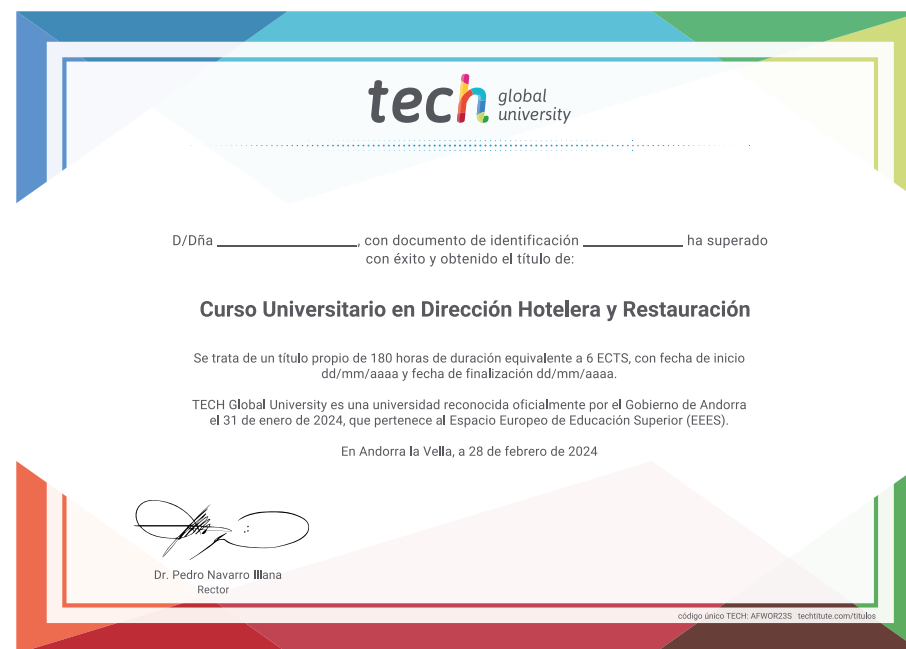 tech global
university
D/Dña ____________________, con documento de identificación ______________ ha superado
con éxito y obtenido el título de:
Curso Universitario en Dirección Hotelera y Restauración
Se trata de un título propio de 180 horas de duración equivalente a 6 ECTS, con fecha de inicio
dd/mm/aaaa y fecha de finalización dd/mm/aaaa.
TECH Global University es una universidad reconocida oficialmente por el Gobierno de Andorra
el 31 de enero de 2024, que pertenece al Espacio Europeo de Educación Superior (EEES).
En Andorra la Vella, a 28 de febrero de 2024
Dr. Pedro Navarro Illana
Rector
código único TECH: AFWOR23S techtitute.com/titulos